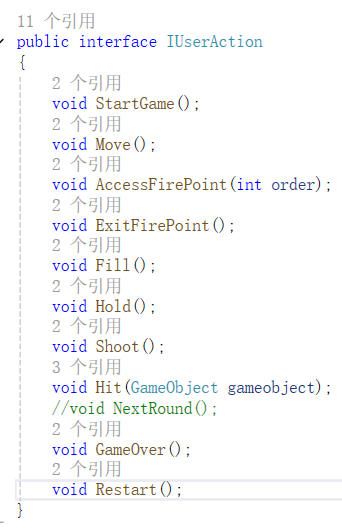 11 个引用
public interface IUserAction
{
2 个引用
void StartGame();
2 个引用
void Move();
2 个引用
void AccessFirePoint(int order);
2 个引用
void ExitFirePoint();
2 个引用
void Fill();
2 个引用
void Hold();
2 个引用
void Shoot();
3 个引用
void Hit(GameObject gameobject);
//void NextRound();
2 个引用
void GameOver();
2 个引用
void Restart();
}